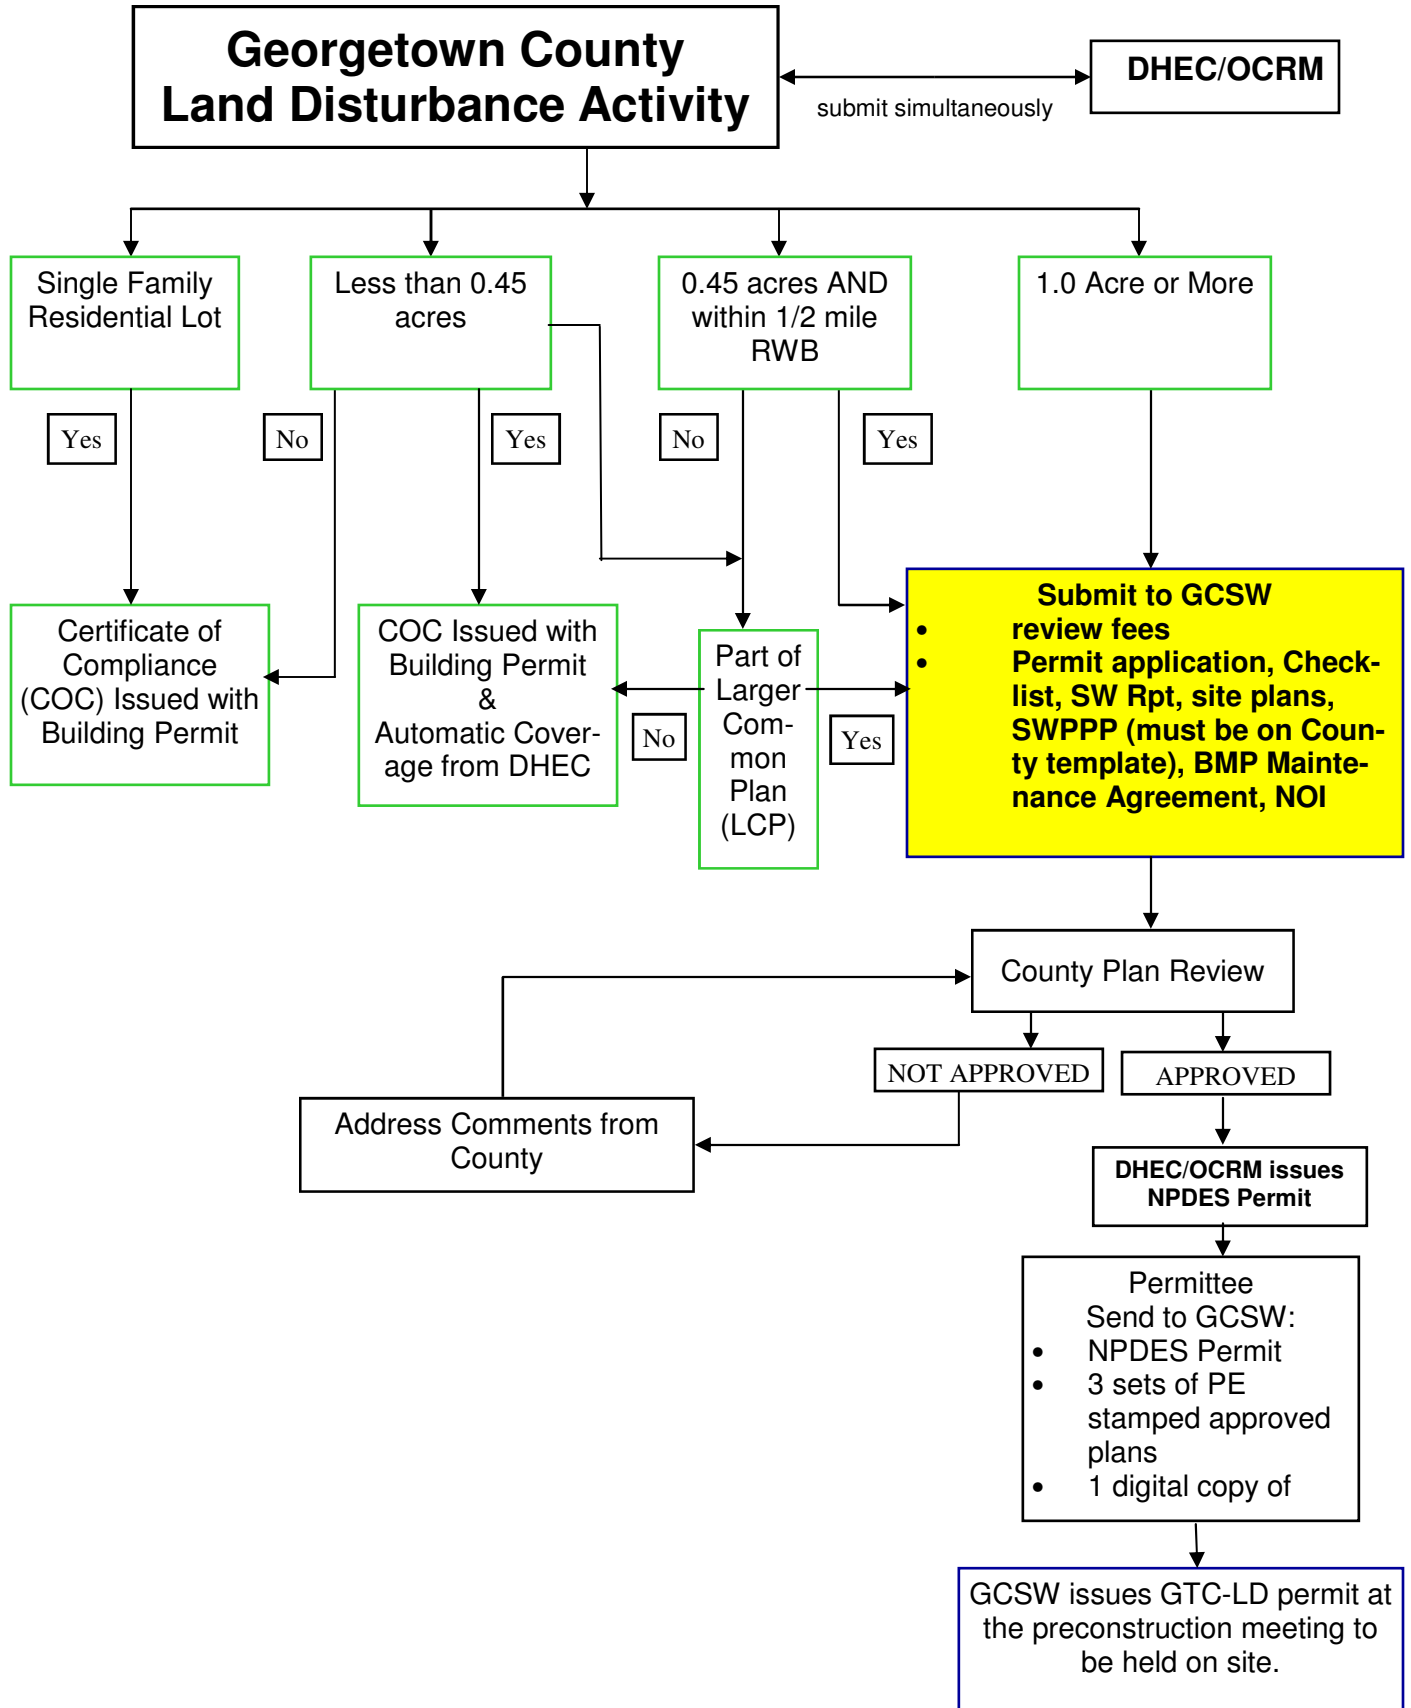 Georgetown County
Land Disturbance Activity
DHEC/OCRM
submit simultaneously
Single Family
Residential Lot
Less than 0.45
acres
0.45 acres AND
within 1/2 mile
RWB
1.0 Acre or More
Yes
No
Yes
No
Yes
Certificate of
Compliance
(COC) Issued with
Building Permit
COC Issued with
Building Permit
&
Automatic Cover-
age from DHEC
No
Part of
Larger
Com-
mon
Plan
(LCP)
Yes
Submit to GCSW
• review fees
• Permit application, Check-
list, SW Rpt, site plans,
SWPPP (must be on Coun-
ty template), BMP Mainte-
nance Agreement, NOI
County Plan Review
NOT APPROVED
APPROVED
Address Comments from
County
DHEC/OCRM issues
NPDES Permit
Permittee
Send to GCSW:
• NPDES Permit
• 3 sets of PE
stamped approved
plans
• 1 digital copy of
GCSW issues GTC-LD permit at
the preconstruction meeting to
be held on site.